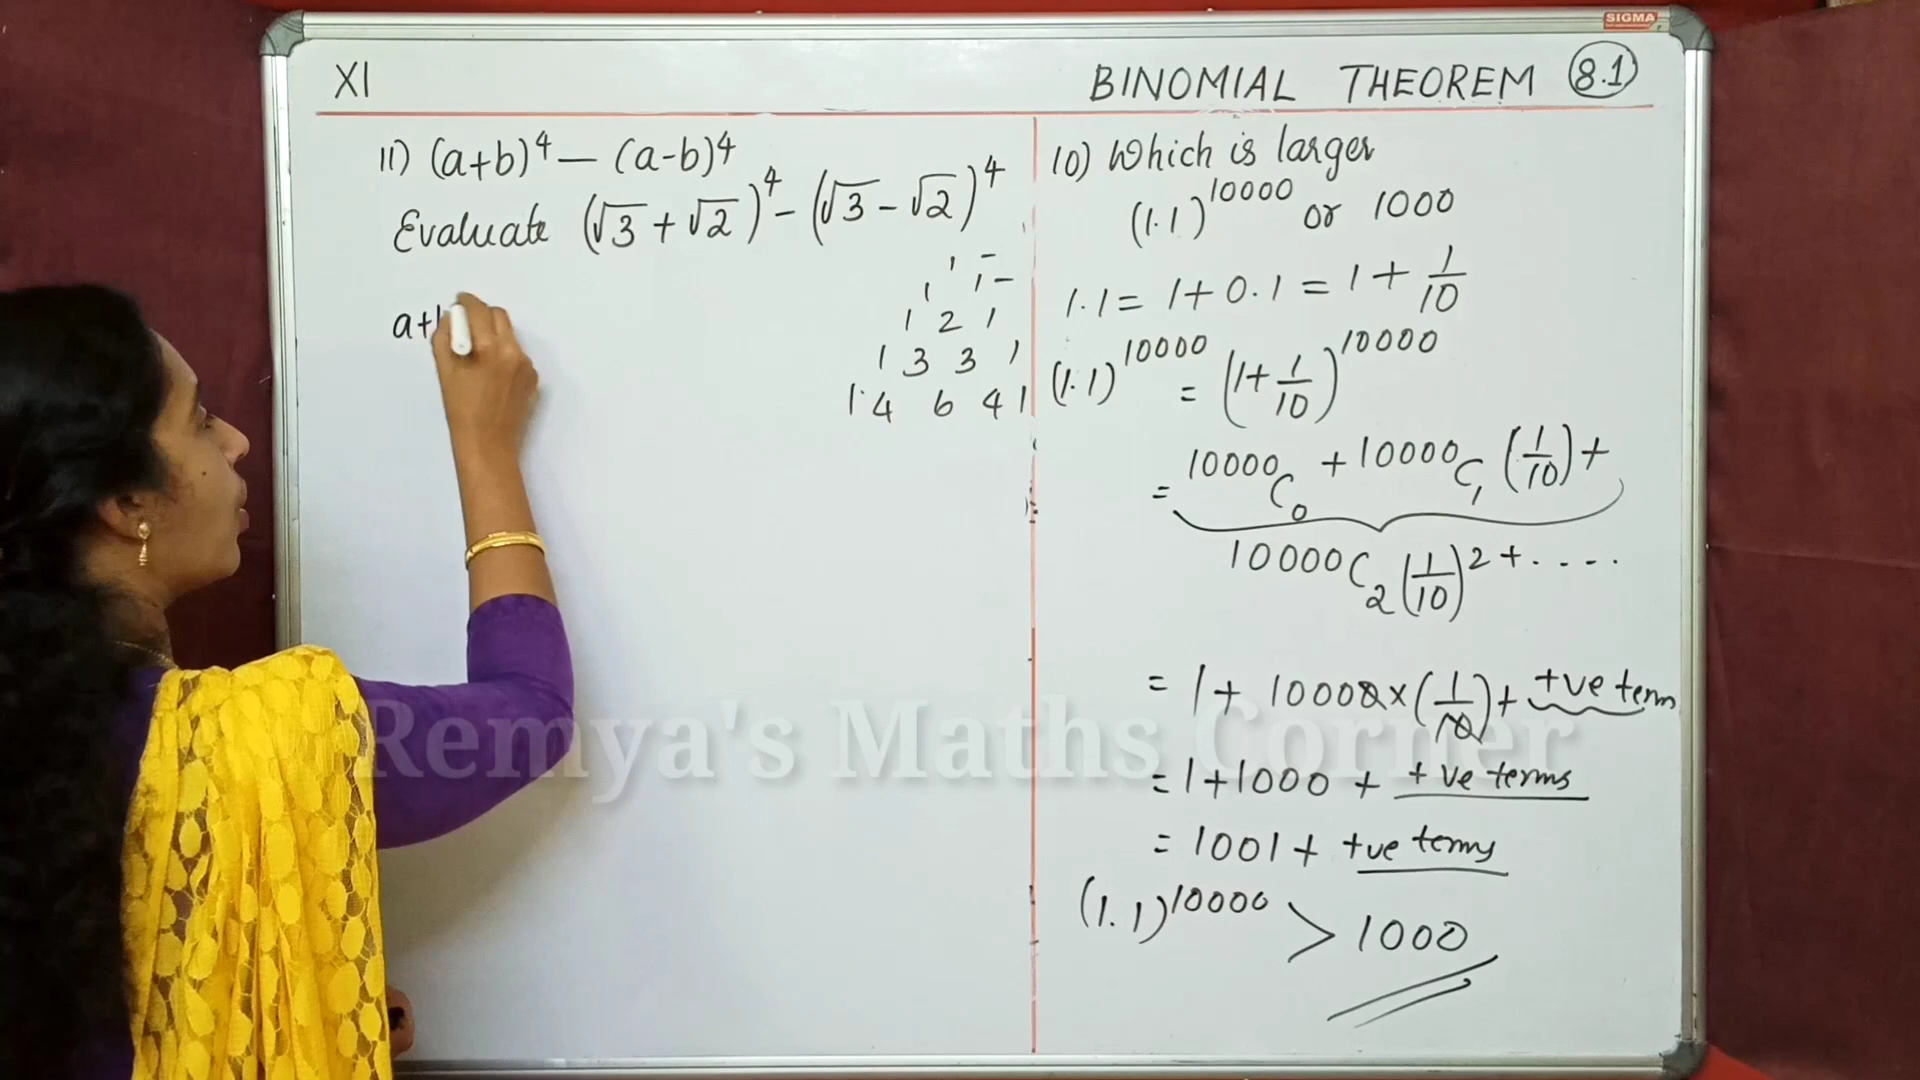 SIGMA
XI
BINOMIAL THEOREM 8.1
11) (a+b)⁴ — (a-b)⁴
Evaluate (√3 + √2)⁴ - (√3 - √2)⁴
1
1 1
1 2 1
1 3 3 1
1 4 6 4 1
a+
10) Which is larger
(1.1)¹⁰⁰⁰⁰ or 1000
1.1 = 1+0.1 = 1 + 1/10
(1.1)¹⁰⁰⁰⁰ = (1+1/10)¹⁰⁰⁰⁰
= ¹⁰⁰⁰⁰C₀ + ¹⁰⁰⁰⁰C₁ (1/10) +
¹⁰⁰⁰⁰C₂ (1/10)² + ....
= 1 + 10000 × (1/10) + +ve term
= 1+1000 + +ve terms
= 1001 + +ve terms
(1.1)¹⁰⁰⁰⁰ > 1000
Remya's Maths Corner